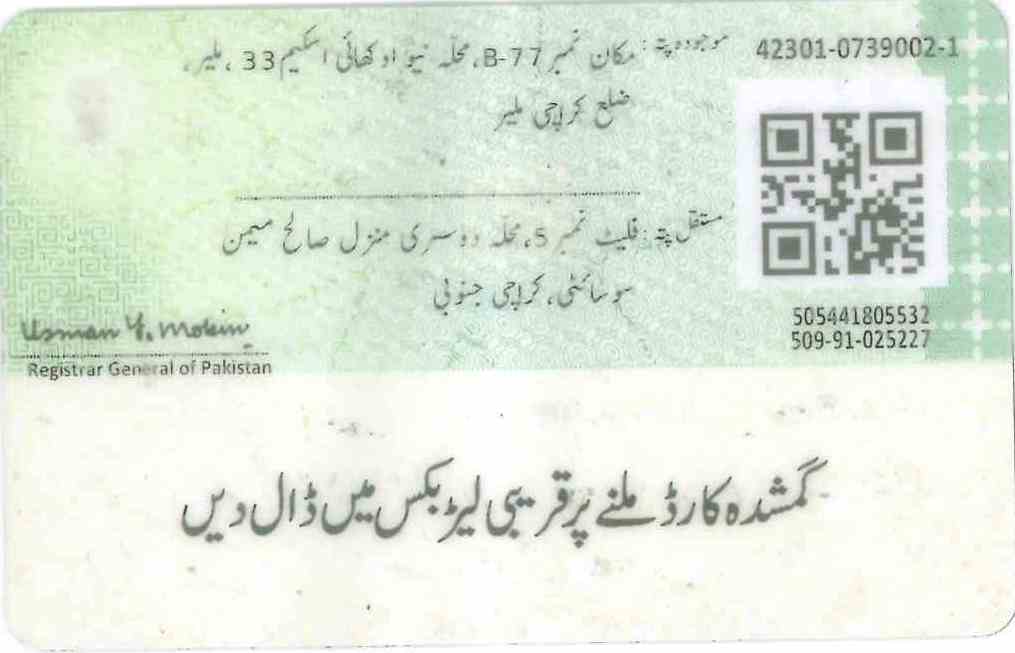 42301-0739002-1
موجودہ پتہ: مکان نمبر B-77، محلہ نیو اوکھائی اسکیم 33، ملیر،
ضلع کراچی ملیر
مستقل پتہ: فلیٹ نمبر 5، محلہ دوسری منزل صالح میمن
سوسائٹی، کراچی جنوبی
505441805532
509-91-025227
Usman Y. Mobin
Registrar General of Pakistan
گمشدہ کارڈ ملنے پر قریبی لیٹر بکس میں ڈال دیں